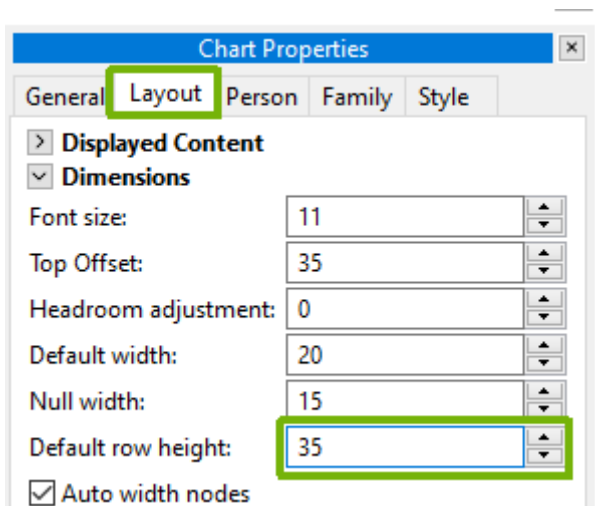 Chart Properties
General Layout Person Family Style
Displayed Content
Dimensions
Font size: 11
Top Offset: 35
Headroom adjustment: 0
Default width: 20
Null width: 15
Default row height: 35
Auto width nodes